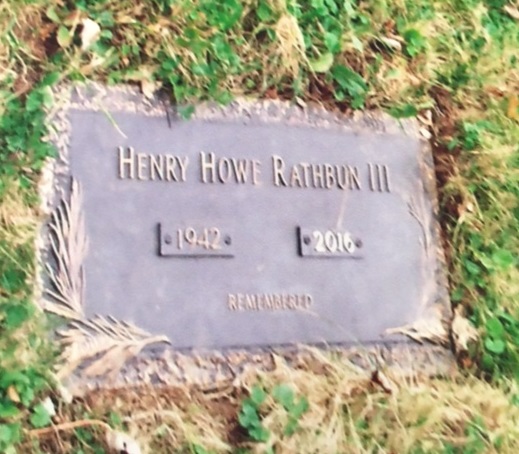 HENRY HOWE RATHBUN III
1942 2016
REMEMBERED